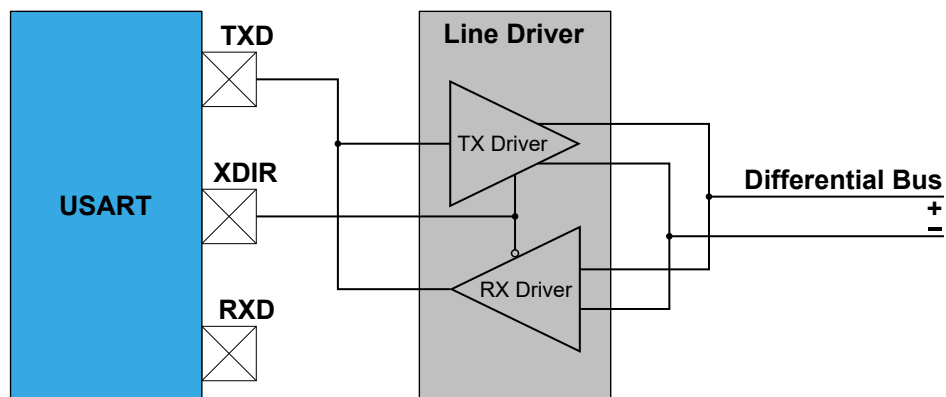 TXD
Line Driver
TX Driver
XDIR
USART
Differential Bus
+
−
RX Driver
RXD